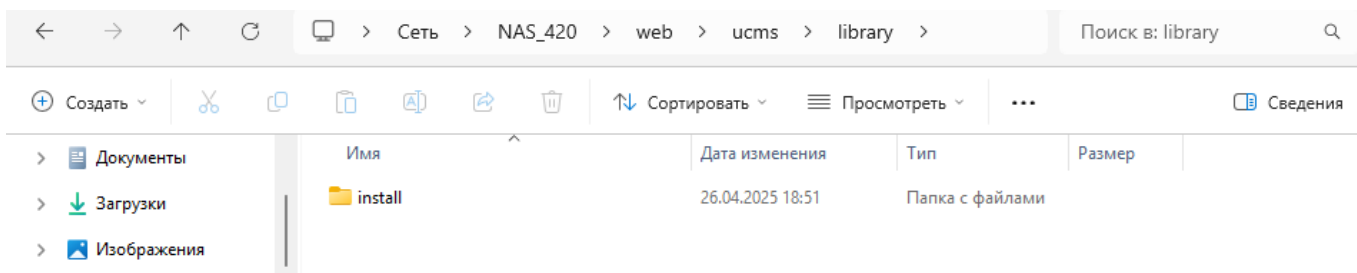 Сеть > NAS_420 > web > ucms > library > Поиск в: library
Создать Сортировать Просмотреть ••• Сведения
Имя Дата изменения Тип Размер
Документы
install 26.04.2025 18:51 Папка с файлами
Загрузки
Изображения